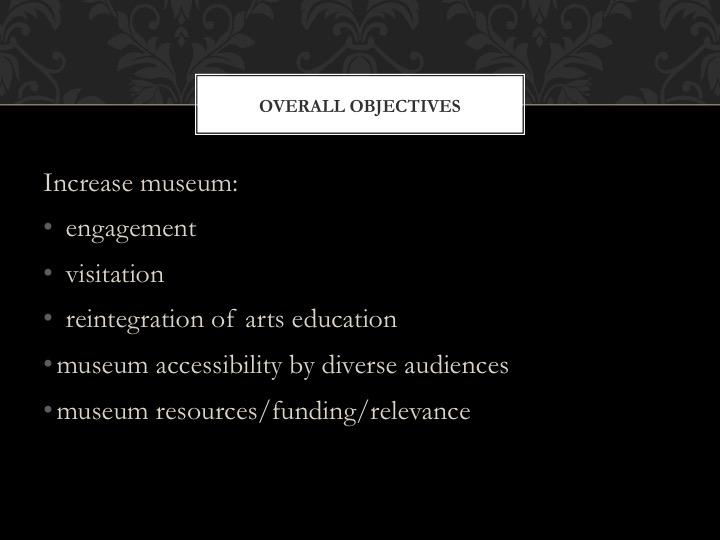 OVERALL OBJECTIVES
Increase museum:
• engagement
• visitation
• reintegration of arts education
• museum accessibility by diverse audiences
• museum resources/funding/relevance